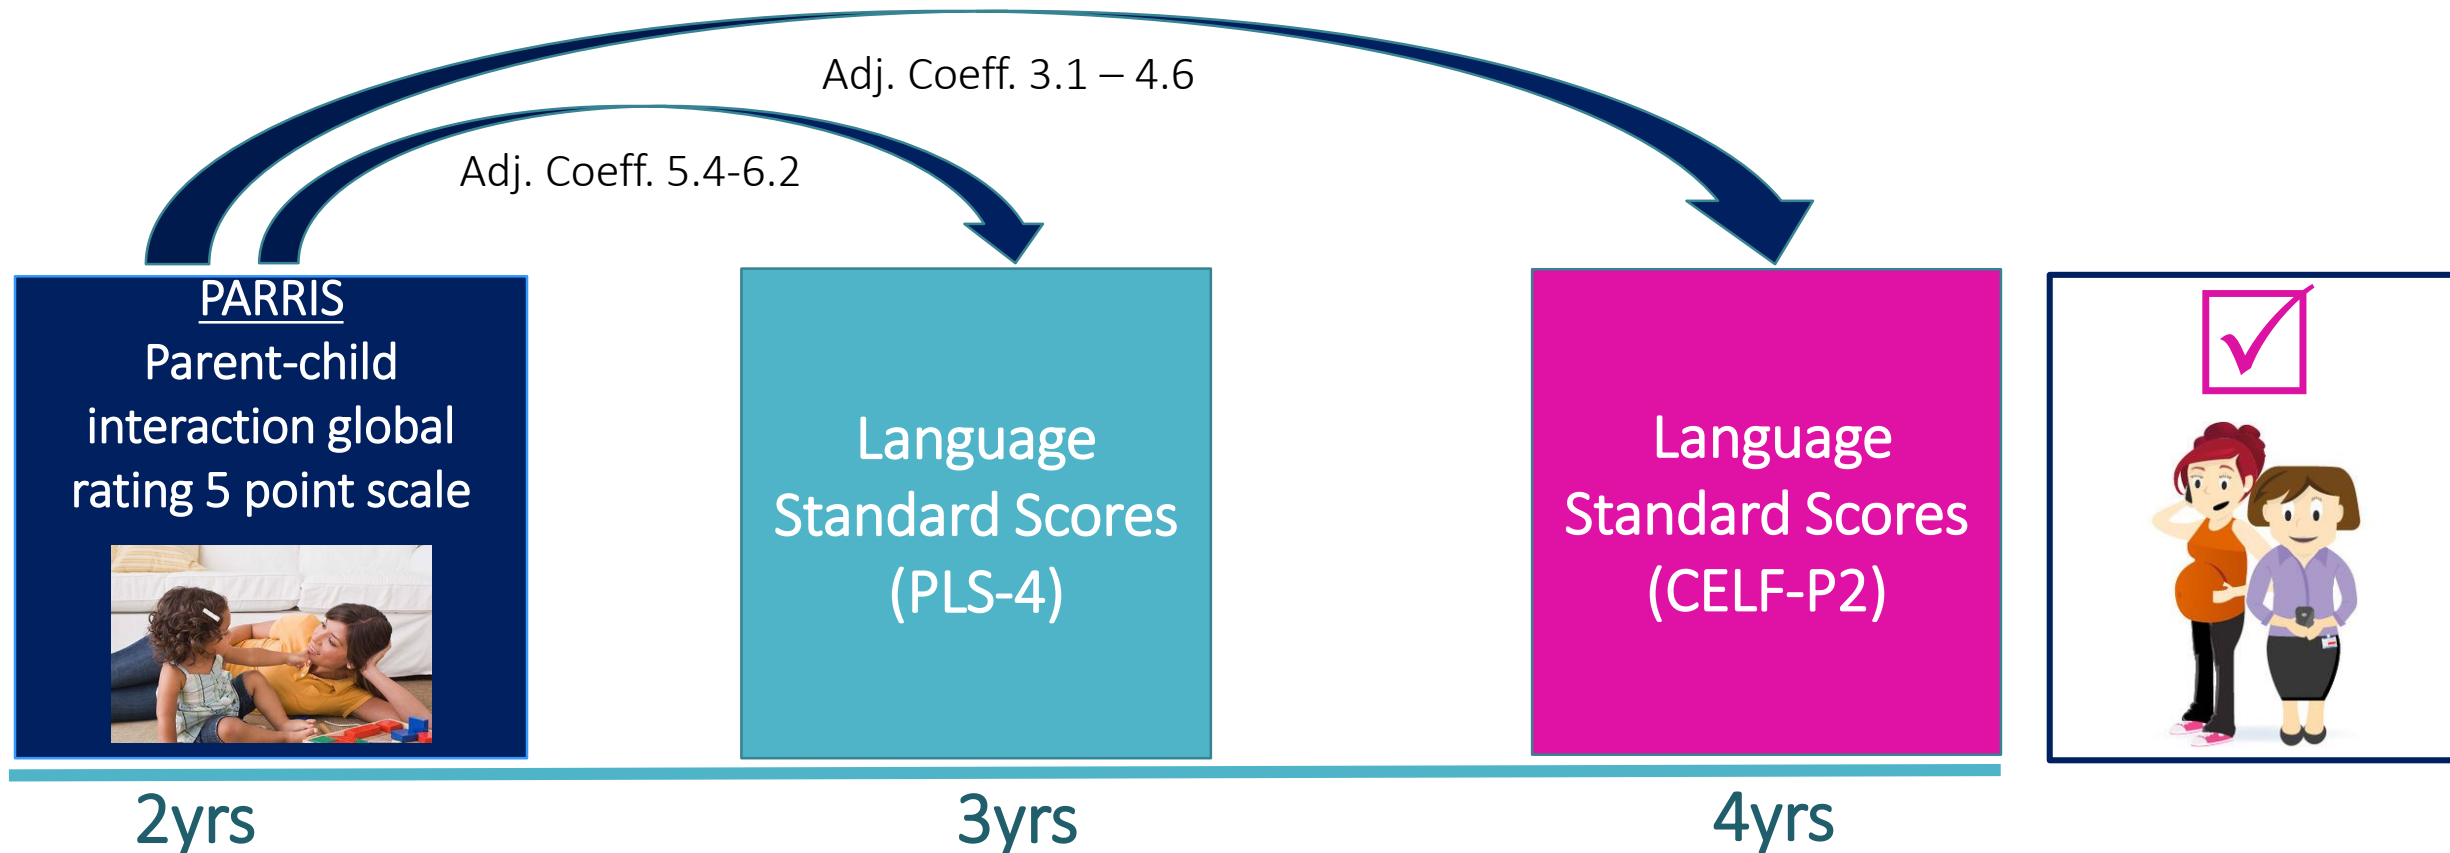 Adj. Coeff. 3.1 – 4.6
Adj. Coeff. 5.4-6.2
PARRIS
Parent-child
interaction global
rating 5 point scale
Language
Standard Scores
(PLS-4)
Language
Standard Scores
(CELF-P2)
2yrs
3yrs
4yrs